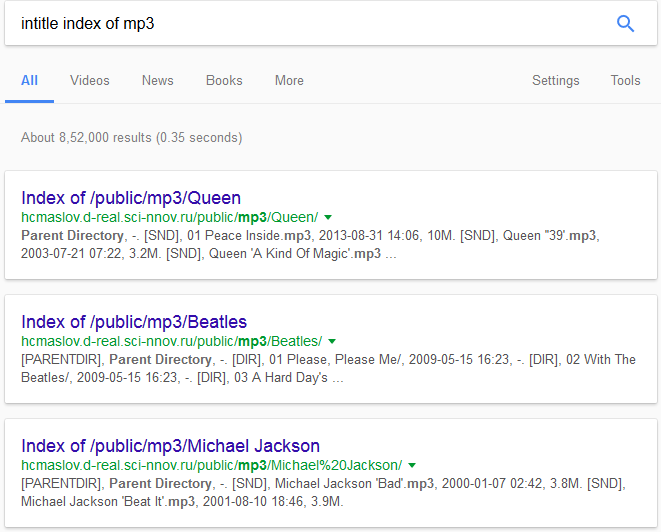 intitle index of mp3
All Videos News Books More Settings Tools
About 8,52,000 results (0.35 seconds)
Index of /public/mp3/Queen
hcmaslov.d-real.sci-nnov.ru/public/mp3/Queen/
Parent Directory, -. [SND], 01 Peace Inside.mp3, 2013-08-31 14:06, 10M. [SND], Queen "39'.mp3,
2003-07-21 07:22, 3.2M. [SND], Queen 'A Kind Of Magic'.mp3 ...
Index of /public/mp3/Beatles
hcmaslov.d-real.sci-nnov.ru/public/mp3/Beatles/
[PARENTDIR], Parent Directory, -. [DIR], 01 Please, Please Me/, 2009-05-15 16:23, -. [DIR], 02 With The
Beatles/, 2009-05-15 16:23, -. [DIR], 03 A Hard Day's ...
Index of /public/mp3/Michael Jackson
hcmaslov.d-real.sci-nnov.ru/public/mp3/Michael%20Jackson/
[PARENTDIR], Parent Directory, -. [SND], Michael Jackson 'Bad'.mp3, 2000-01-07 02:42, 3.8M. [SND],
Michael Jackson 'Beat It'.mp3, 2001-08-10 18:46, 3.9M.